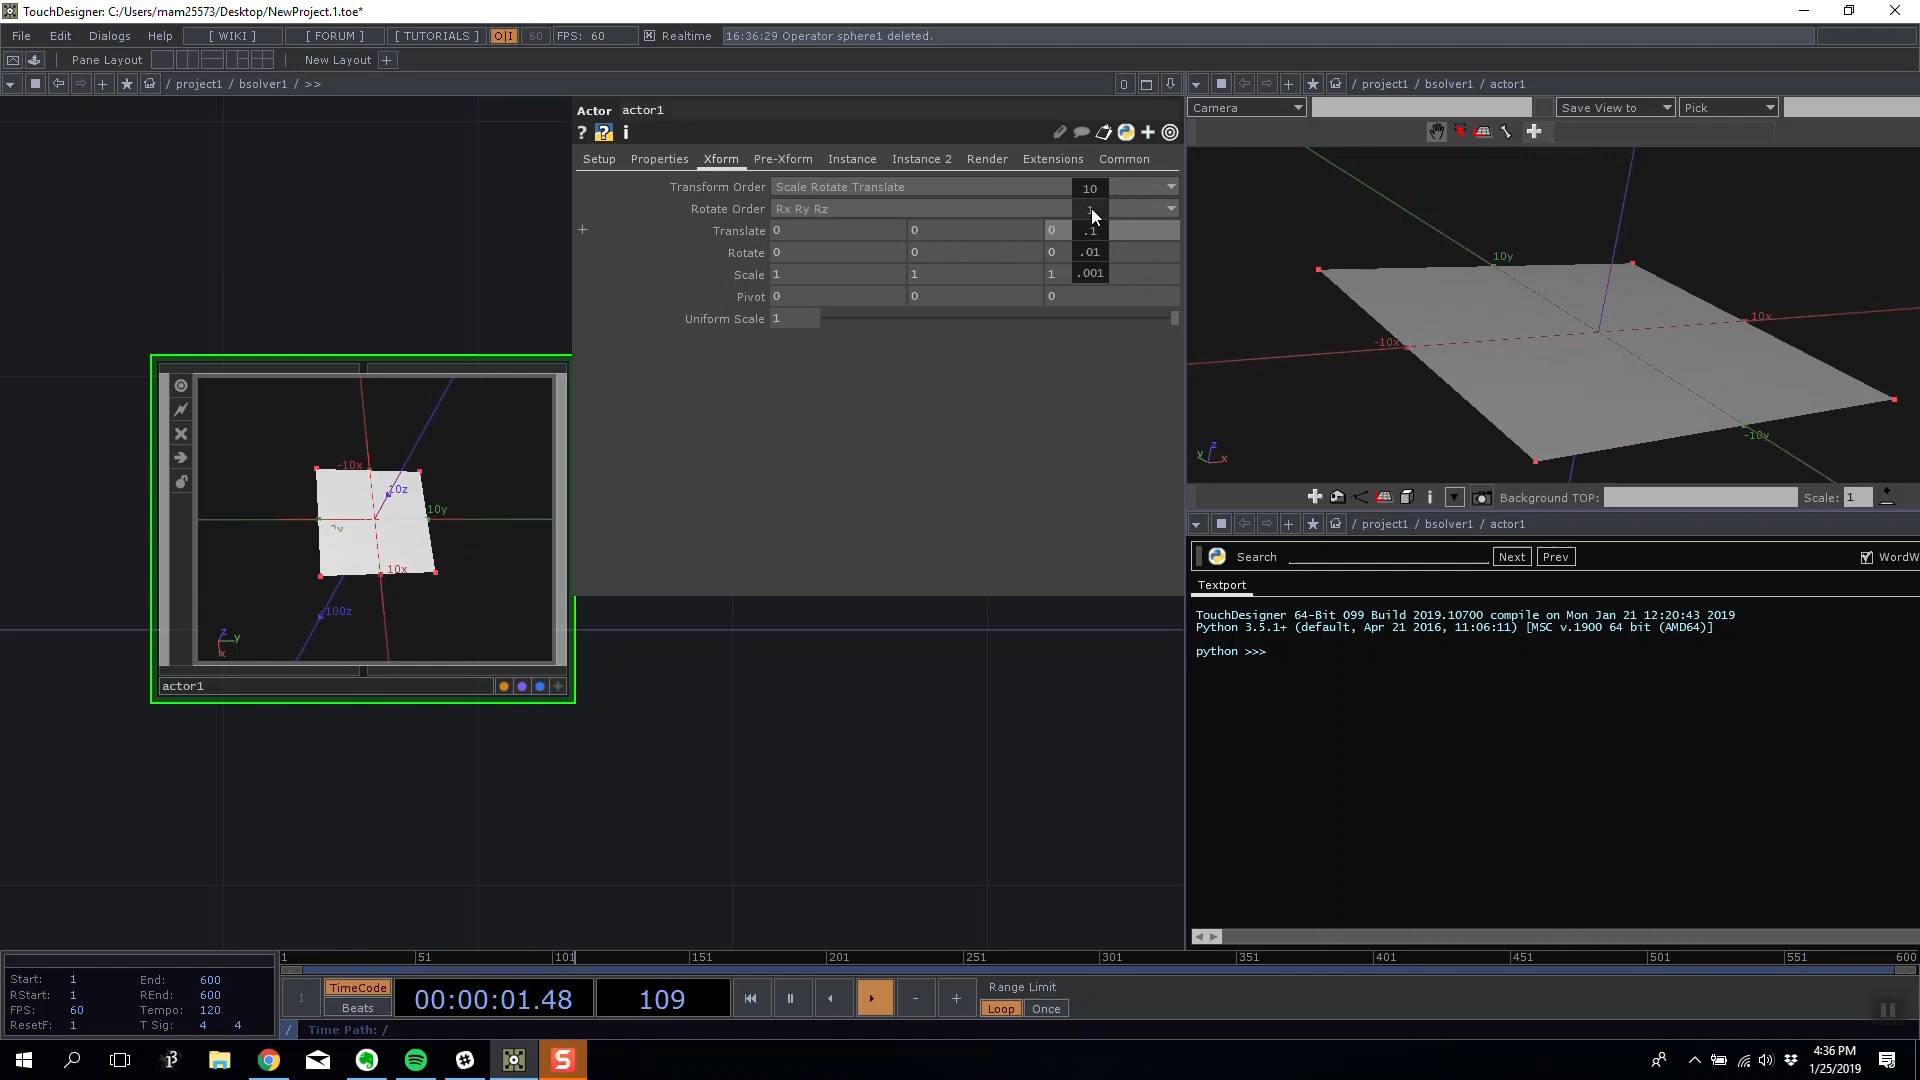 TouchDesigner: C:/Users/mam25573/Desktop/NewProject.1.toe*
File Edit Dialogs Help [ WIKI ] [ FORUM ] [ TUTORIALS ] O|I 60 FPS: 60 Realtime 16:36:29 Operator sphere1 deleted.
Pane Layout New Layout +
/ project1 / bsolver1 / >> 0
/ project1 / bsolver1 / actor1
Actor actor1
? ? i
Setup Properties Xform Pre-Xform Instance Instance 2 Render Extensions Common
Transform Order Scale Rotate Translate
Rotate Order Rx Ry Rz
Translate 0 0 0
Rotate 0 0 0
Scale 1 1 1
Pivot 0 0 0
Uniform Scale 1
10
1
.1
.01
.001
Camera Save View to Pick
10y
10x
-10x
-10y
z
y x
i Background TOP: Scale: 1
-10x
10z
10y
10x
-100z
z y
x
actor1
/ project1 / bsolver1 / actor1
Search Next Prev WordW
Textport
TouchDesigner 64-Bit 099 Build 2019.10700 compile on Mon Jan 21 12:20:43 2019
Python 3.5.1+ (default, Apr 21 2016, 11:06:11) [MSC v.1900 64 bit (AMD64)]
python >>>
1 51 101 151 201 251 301 351 401 451 501 551 600
Start: 1 End: 600
RStart: 1 REnd: 600
FPS: 60 Tempo: 120
ResetF: 1 T Sig: 4 4
I TimeCode
Beats
00:00:01.48 109
- +
Range Limit
Loop Once
/ Time Path: /
4:36 PM
1/25/2019